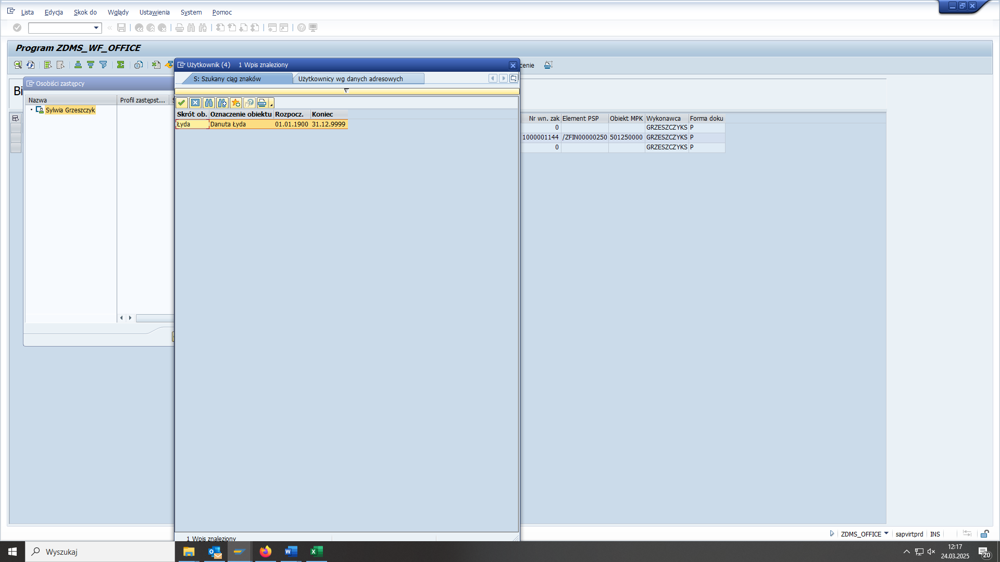 Lista Edycja Skok do Wglądy Ustawienia System Pomoc
Program ZDMS_WF_OFFICE
Użytkownik (4) 1 Wpis znaleziony
cenie
S: Szukany ciąg znaków Użytkownicy wg danych adresowych
Osobiści zastępcy
Bi
Nazwa Profil zastępst... S
Sylwia Grzeszczyk
Skrót ob. Oznaczenie obiektu Rozpocz. Koniec
Łyda Danuta Łyda 01.01.1900 31.12.9999
Nr wn. zak Element PSP Obiekt MPK Wykonawca Forma doku
0 GRZESZCZYKS P
1000001144 /ZFIN00000250 501250000 GRZESZCZYKS P
0 GRZESZCZYKS P
1 Wpis znaleziony
ZDMS_OFFICE sapvirtprd INS
Wyszukaj
12:17
24.03.2025
20